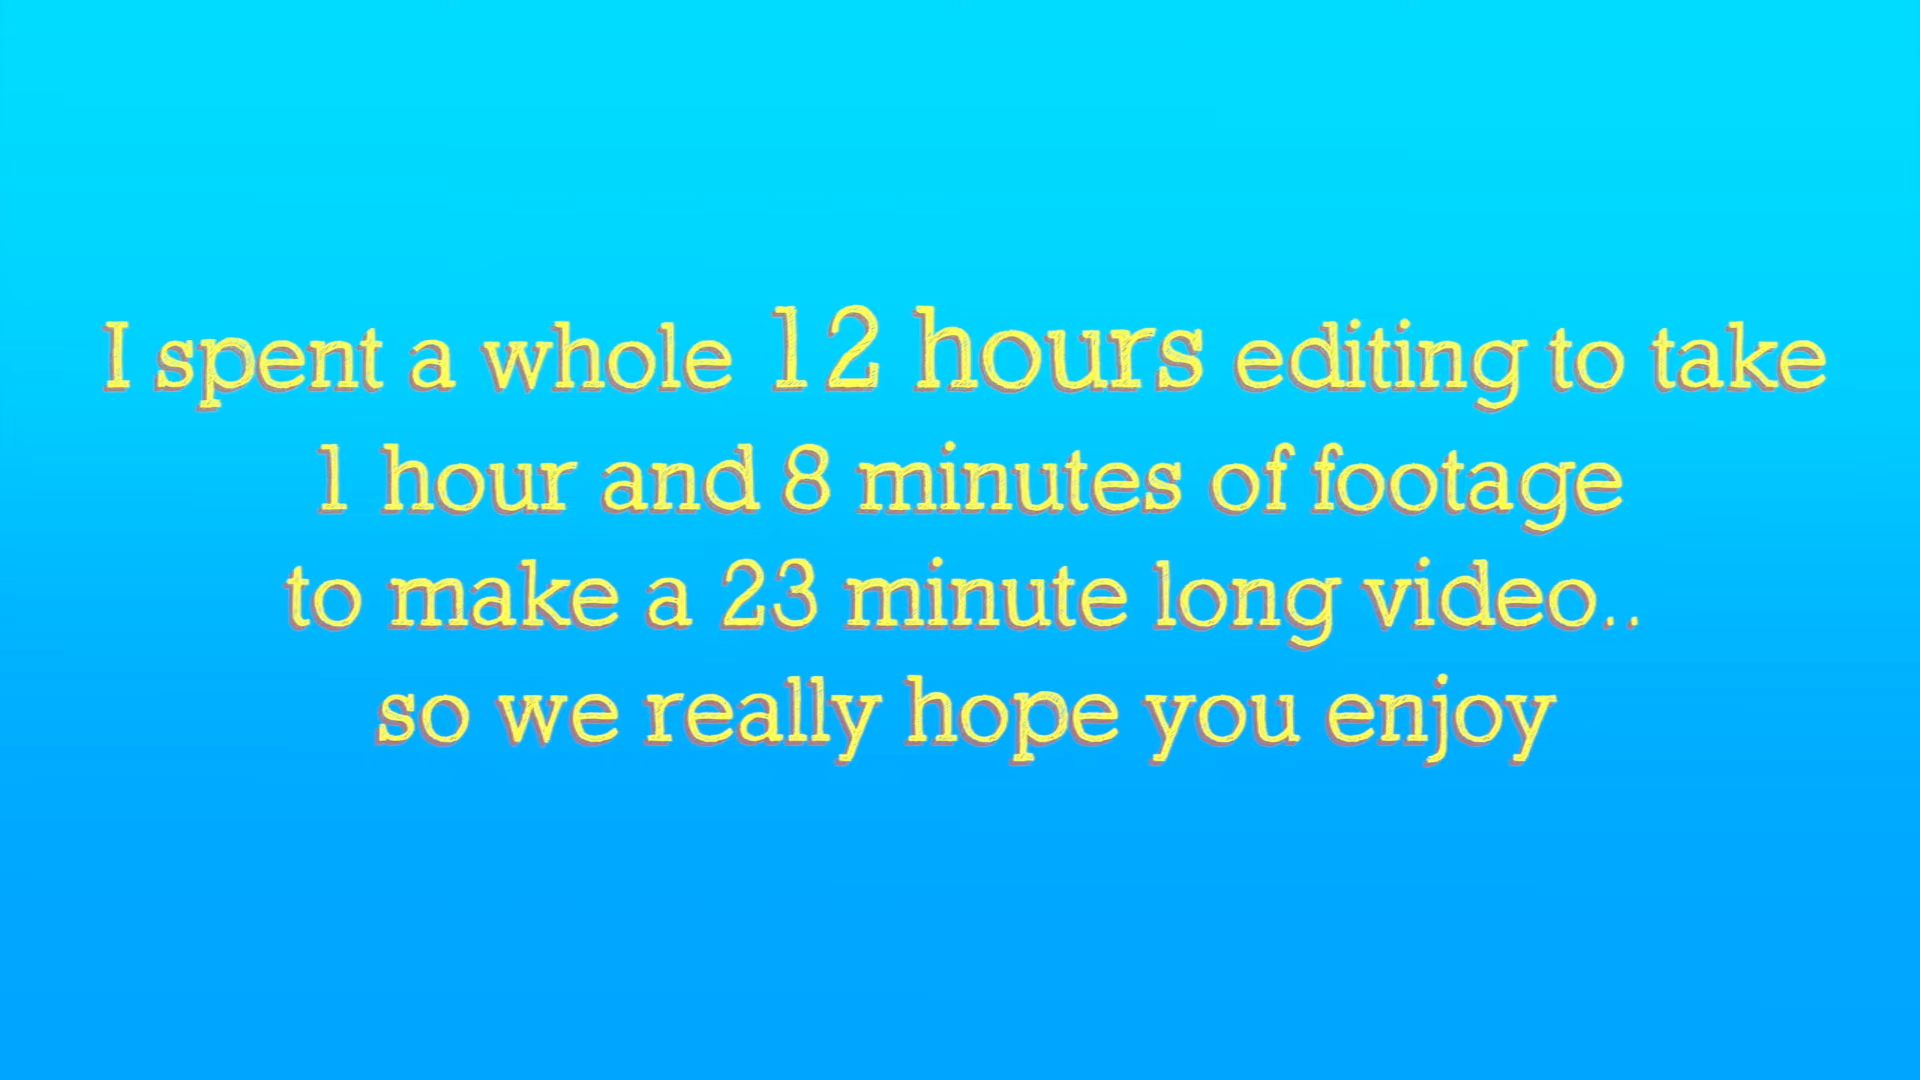 I spent a whole 12 hours editing to take
1 hour and 8 minutes of footage
to make a 23 minute long video..
so we really hope you enjoy